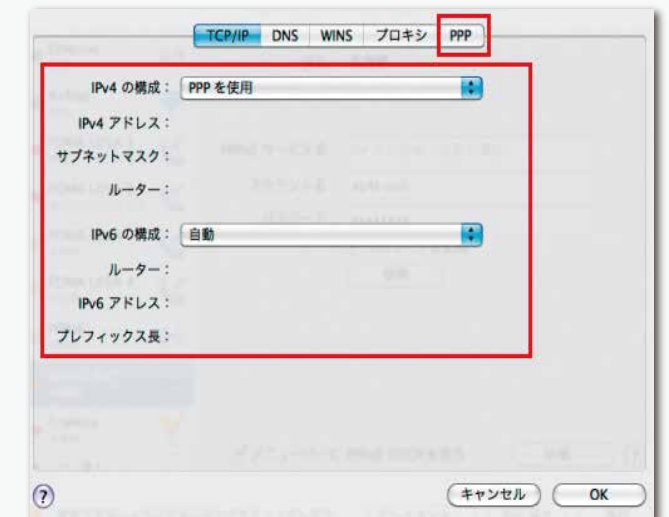 TCP/IP DNS WINS プロキシ PPP
IPv4 の構成： PPP を使用
IPv4 アドレス：
サブネットマスク：
ルーター：
IPv6 の構成： 自動
ルーター：
IPv6 アドレス：
プレフィックス長：
?
キャンセル OK